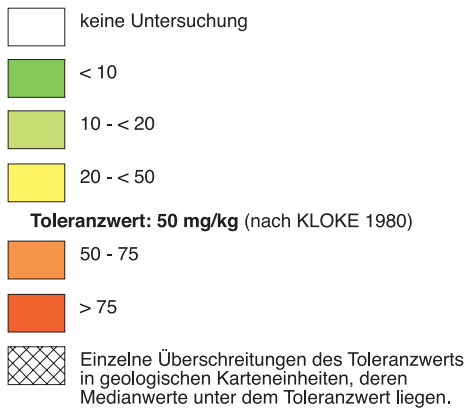 keine Untersuchung
< 10
10 - < 20
20 - < 50
Toleranzwert: 50 mg/kg (nach KLOKE 1980)
50 - 75
> 75
Einzelne Überschreitungen des Toleranzwerts
in geologischen Karteneinheiten, deren
Medianwerte unter dem Toleranzwert liegen.